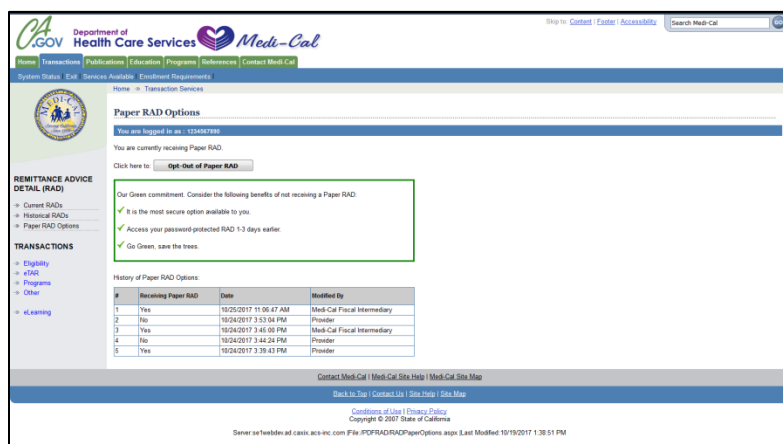 Skip to: Content | Footer | Accessibility
Search Medi-Cal
GO
CA
.GOV
Department of
Health Care Services
Medi-Cal
Home Transactions Publications Education Programs References Contact Medi-Cal
System Status | Exit | Services Available | Enrollment Requirements |
Home → Transaction Services
MEDI-CAL
Paper RAD Options
You are logged in as : 1234567890
You are currently receiving Paper RAD.
Click here to: Opt-Out of Paper RAD
REMITTANCE ADVICE
DETAIL (RAD)
Current RADs
Historical RADs
Paper RAD Options
TRANSACTIONS
Eligibility
eTAR
Programs
Other
eLearning
Our Green commitment. Consider the following benefits of not receiving a Paper RAD:
It is the most secure option available to you.
Access your password-protected RAD 1-3 days earlier.
Go Green, save the trees.
History of Paper RAD Options:
# Receiving Paper RAD Date Modified By
1 Yes 10/25/2017 11:06:47 AM Medi-Cal Fiscal Intermediary
2 No 10/24/2017 3:53:04 PM Provider
3 Yes 10/24/2017 3:45:00 PM Medi-Cal Fiscal Intermediary
4 No 10/24/2017 3:44:24 PM Provider
5 Yes 10/24/2017 3:39:43 PM Provider
Contact Medi-Cal | Medi-Cal Site Help | Medi-Cal Site Map
Back to Top | Contact Us | Site Help | Site Map
Conditions of Use | Privacy Policy
Copyright © 2007 State of California
Server:se1webdev.ad.caxix.acs-inc.com |File:/PDFRAD/RADPaperOptions.aspx |Last Modified:10/19/2017 1:38:51 PM